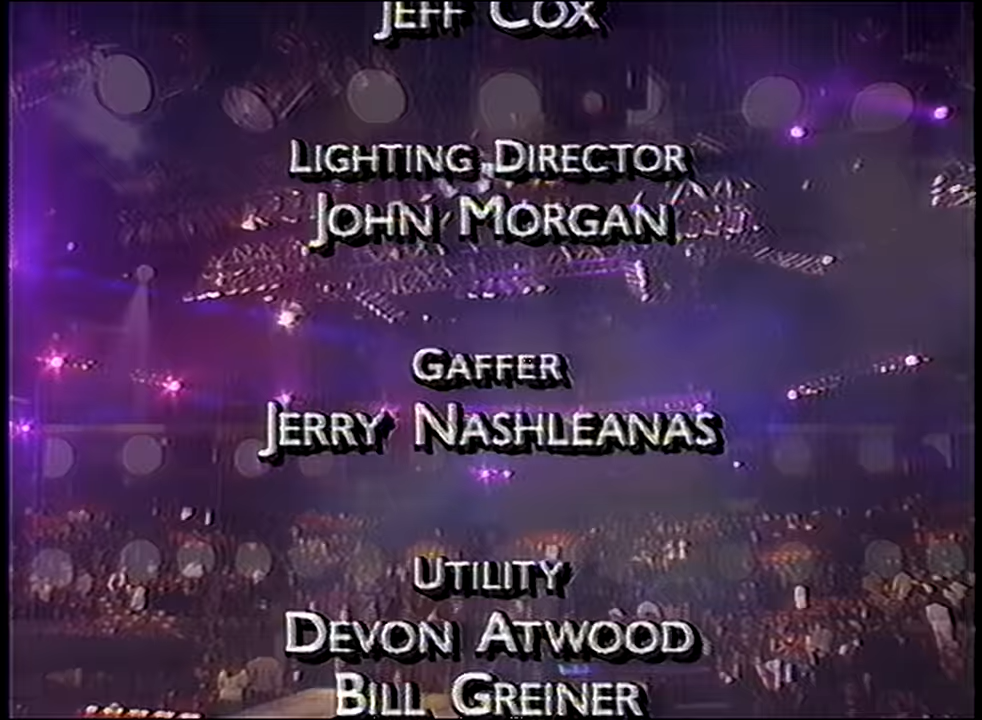 JEFF COX
LIGHTING DIRECTOR
JOHN MORGAN
GAFFER
JERRY NASHLEANAS
UTILITY
DEVON ATWOOD
BILL GREINER